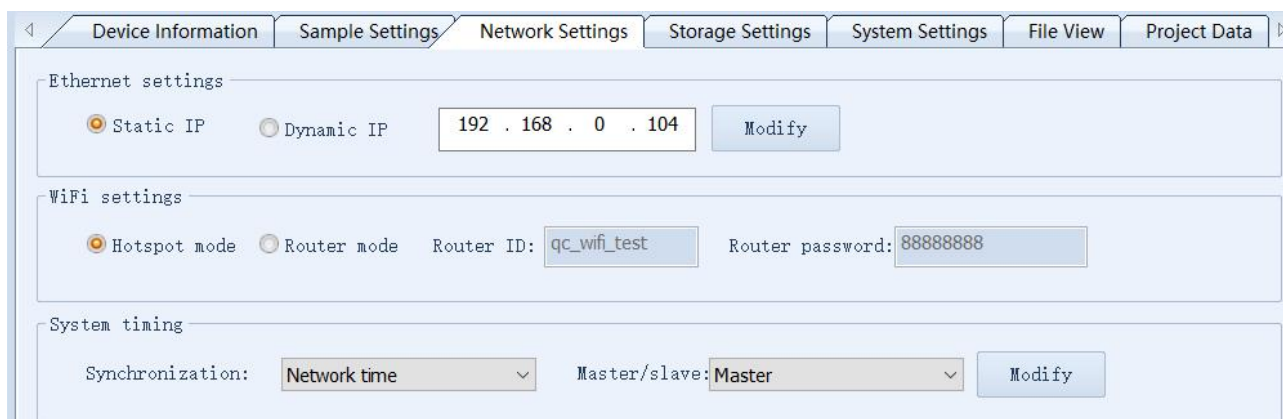 Device Information Sample Settings Network Settings Storage Settings System Settings File View Project Data
Ethernet settings
Static IP Dynamic IP 192 . 168 . 0 . 104 Modify
WiFi settings
Hotspot mode Router mode Router ID: qc_wifi_test Router password: 88888888
System timing
Synchronization: Network time Master/slave: Master Modify